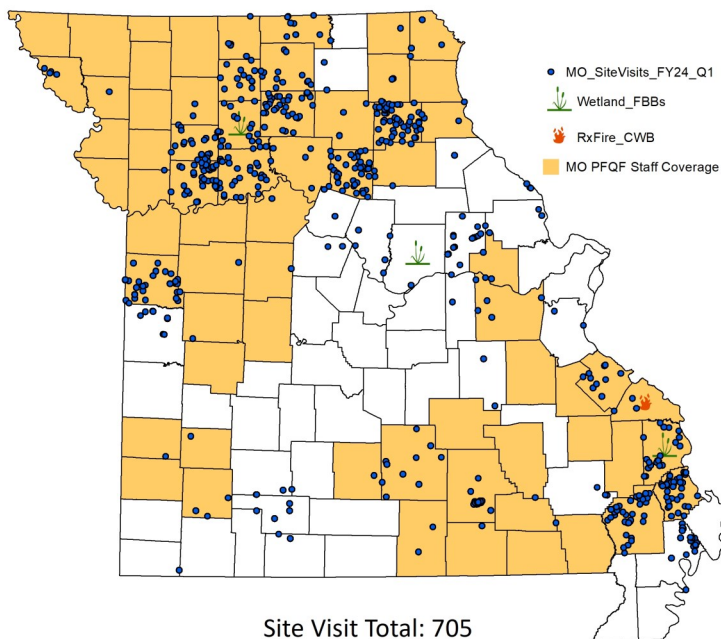 MO_SiteVisits_FY24_Q1
Wetland_FBBs
RxFire_CWB
MO PFQF Staff Coverage
Site Visit Total: 705